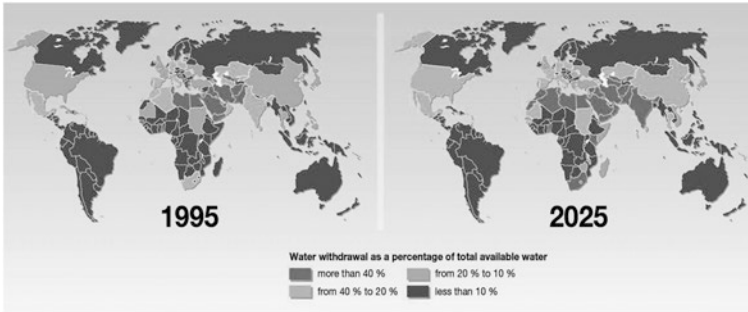 1995
2025
Water withdrawal as a percentage of total available water
more than 40 %
from 20 % to 10 %
from 40 % to 20 %
less than 10 %